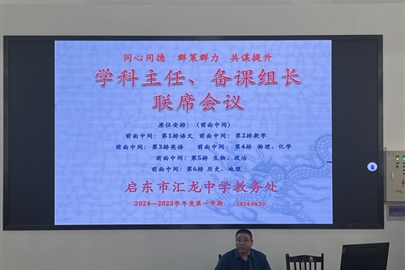 同心同德 群策群力 共谋提升
学科主任、备课组长
联席会议
座位安排：（前面中间）
前面中间：第1排语文 前面中间：第2排数学
前面中间：第3排英语 前面中间：第4排 物理、化学
前面中间：第5排 生物、政治
前面中间：第6排 历史、地理
启东市汇龙中学教务处
2024—2025学年度第一学期 2024.08.30